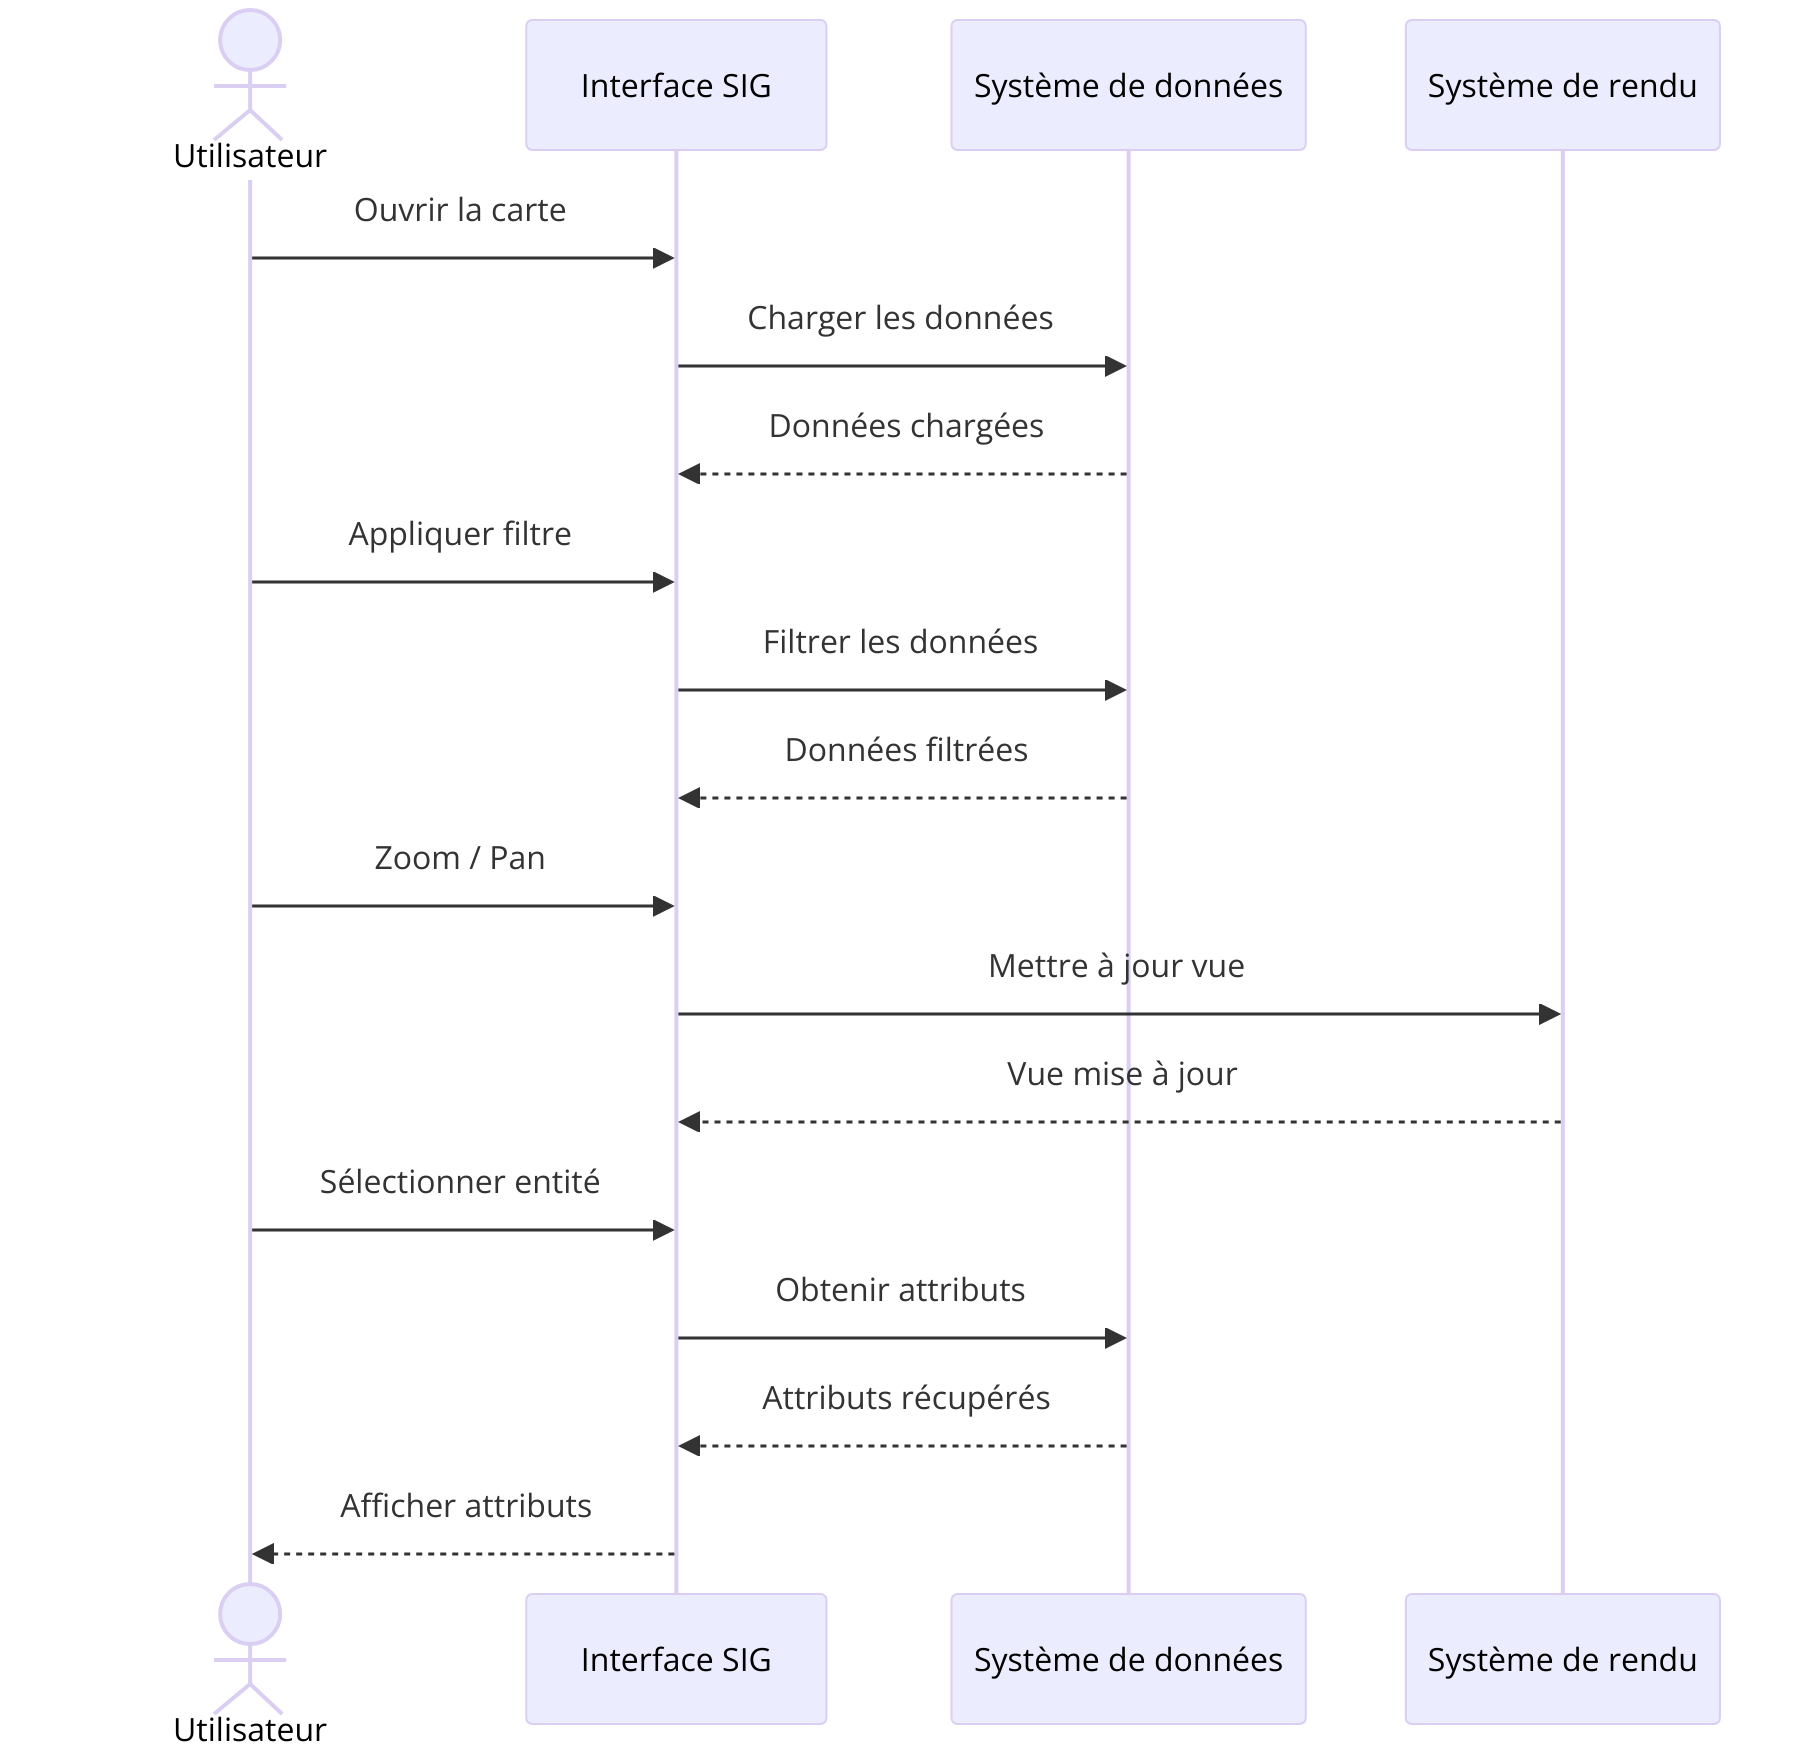 Utilisateur
Interface SIG
Système de données
Système de rendu
Ouvrir la carte
Charger les données
Données chargées
Appliquer filtre
Filtrer les données
Données filtrées
Zoom / Pan
Mettre à jour vue
Vue mise à jour
Sélectionner entité
Obtenir attributs
Attributs récupérés
Afficher attributs
Utilisateur
Interface SIG
Système de données
Système de rendu